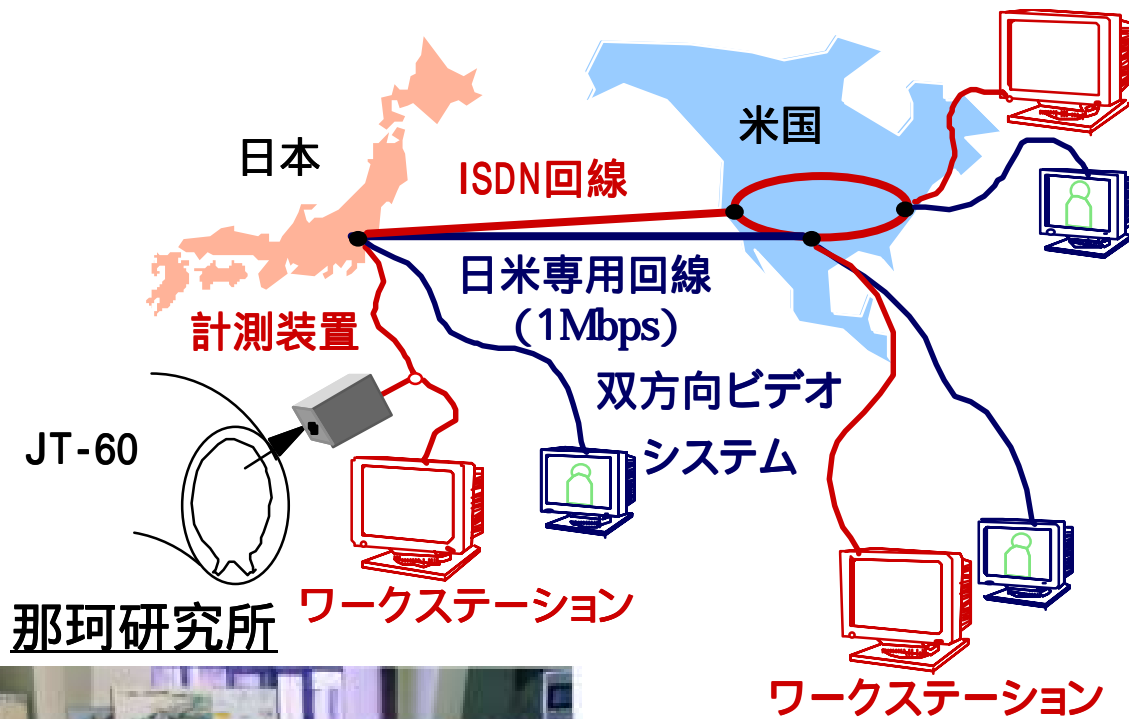 日本
米国
ISDN回線
日米専用回線
(1Mbps)
計測装置
双方向ビデオ
システム
JT-60
ワークステーション
那珂研究所
ワークステーション